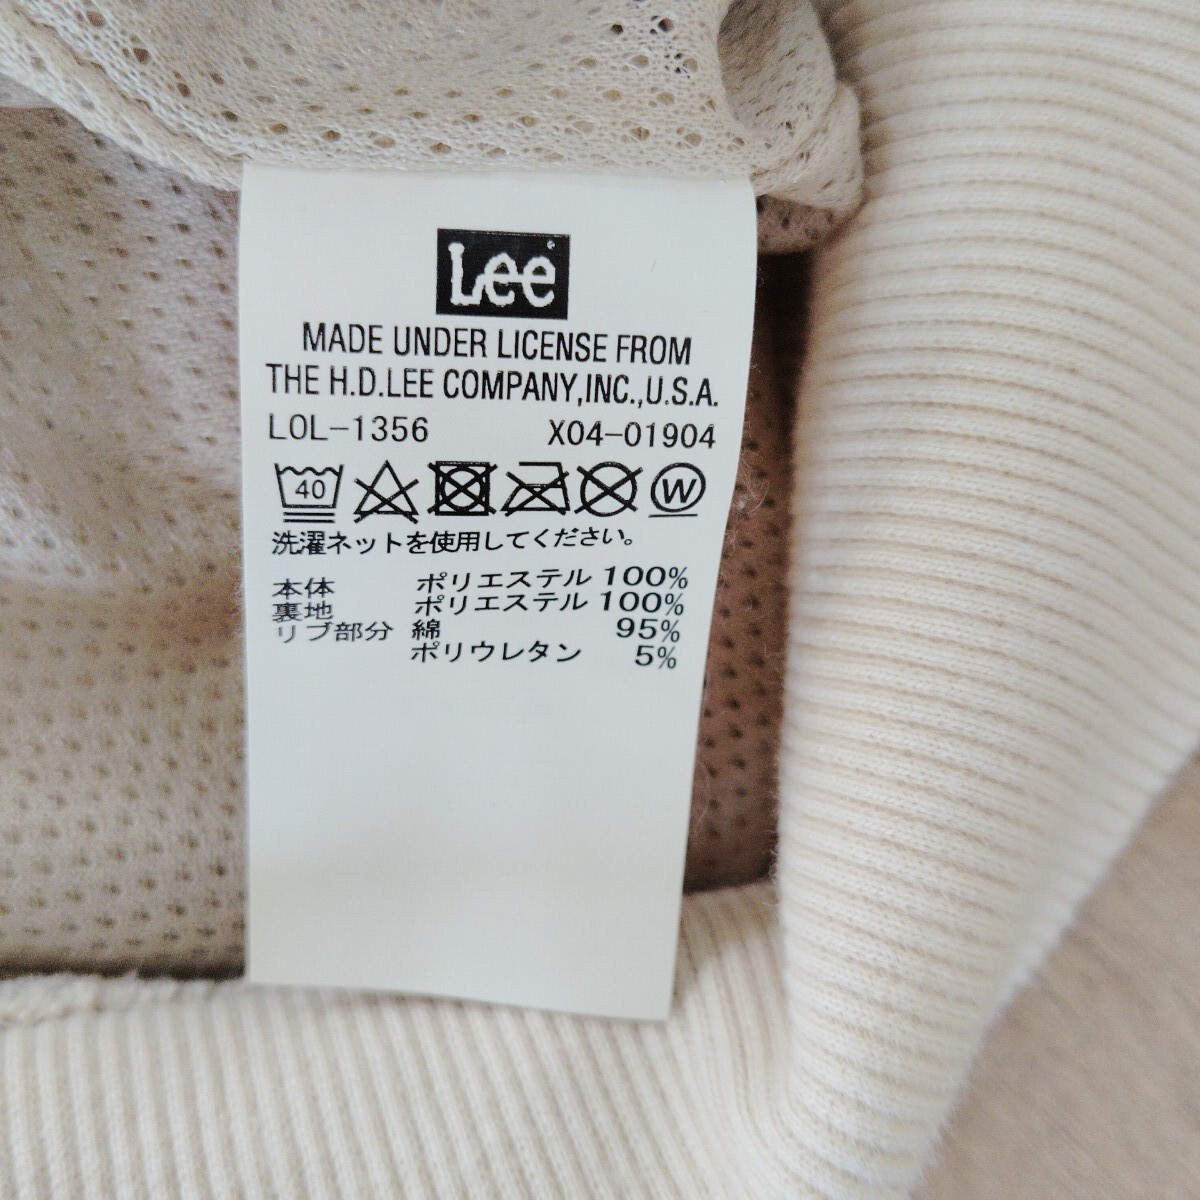 Lee
MADE UNDER LICENSE FROM
THE H.D.LEE COMPANY,INC.,U.S.A.
LOL-1356 X04-01904
40 W
洗濯ネットを使用してください。
本体 ポリエステル 100%
裏地 ポリエステル 100%
リブ部分 綿 95%
ポリウレタン 5%